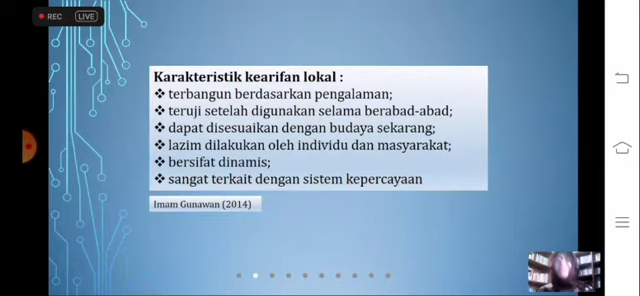 REC LIVE
Karakteristik kearifan lokal :
❖ terbangun berdasarkan pengalaman;
❖ teruji setelah digunakan selama berabad-abad;
❖ dapat disesuaikan dengan budaya sekarang;
❖ lazim dilakukan oleh individu dan masyarakat;
❖ bersifat dinamis;
❖ sangat terkait dengan sistem kepercayaan
Imam Gunawan (2014)